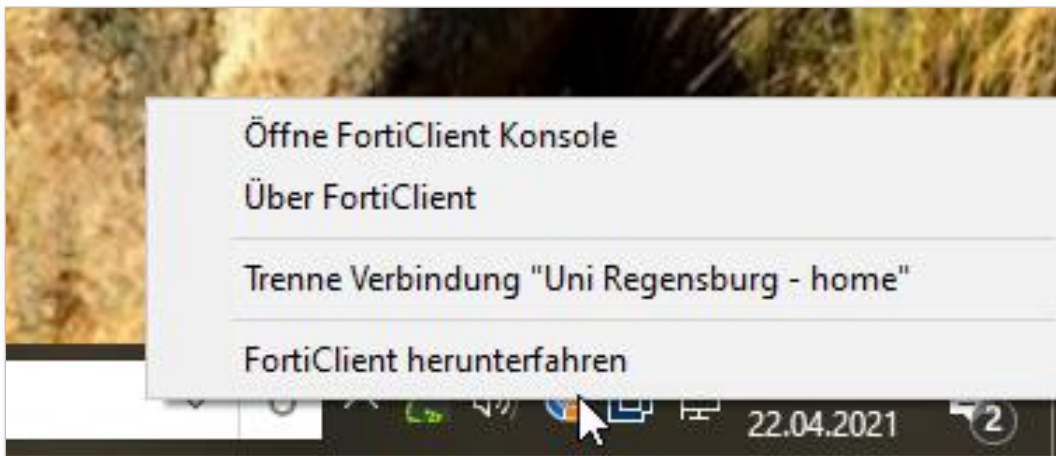 Öffne FortiClient Konsole
Über FortiClient
Trenne Verbindung "Uni Regensburg - home"
FortiClient herunterfahren
22.04.2021
2